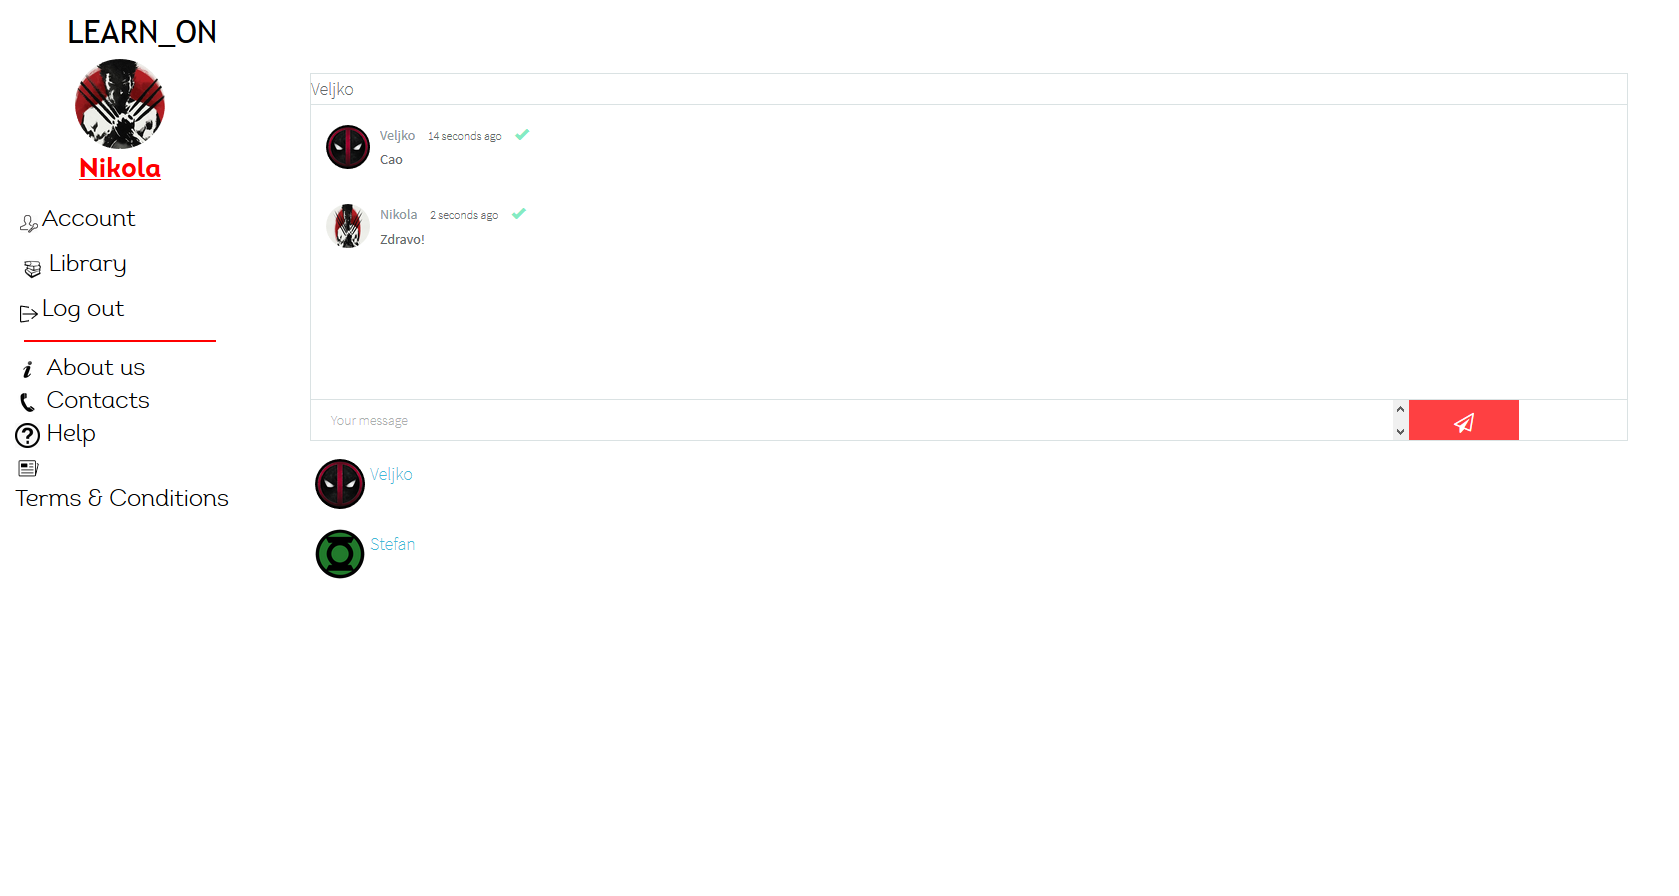 LEARN_ON
Nikola
Account
Library
Log out
About us
Contacts
Help
Terms & Conditions
Veljko
Veljko 14 seconds ago
Cao
Nikola 2 seconds ago
Zdravo!
Your message
Veljko
Stefan